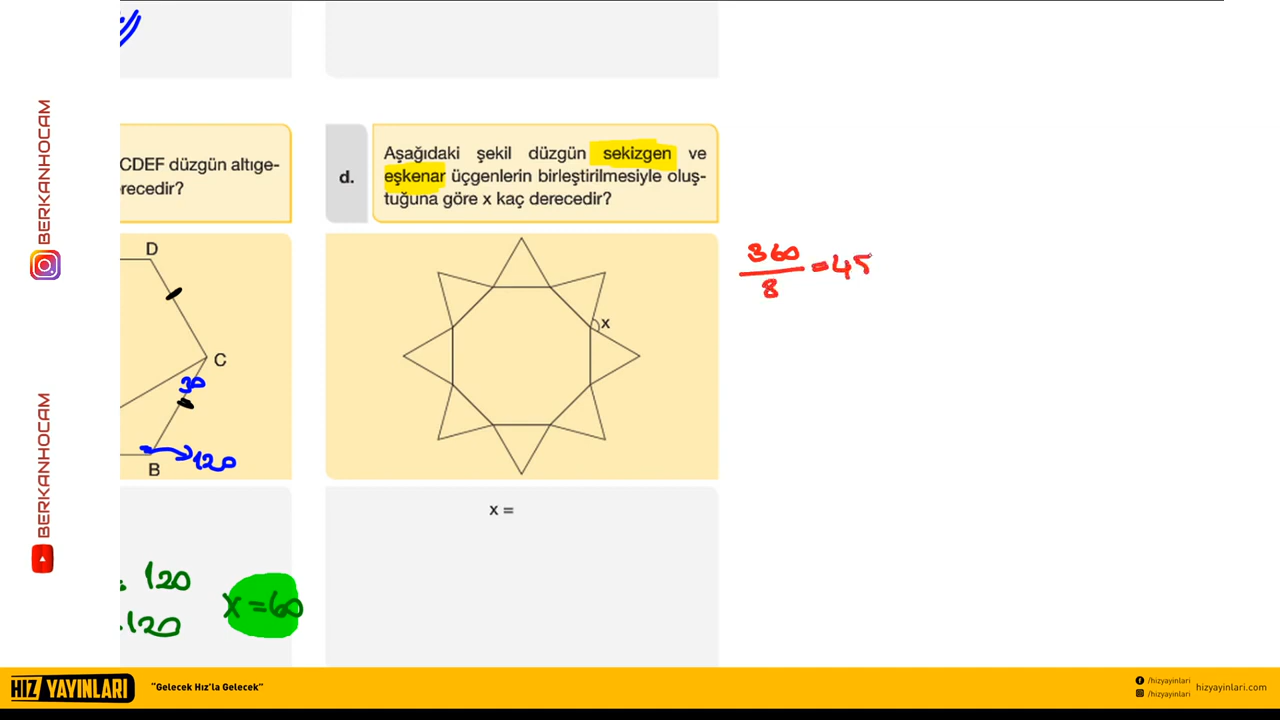 BERKANHOCAM
BERKANHOCAM
CDEF düzgün altıge-
recedir?
D
C
30
B
120
120
120
x = 60
d.
Aşağıdaki şekil düzgün sekizgen ve
eşkenar üçgenlerin birleştirilmesiyle oluş-
tuğuna göre x kaç derecedir?
x
x =
360
8
= 45
HIZ YAYINLARI
"Gelecek Hız'la Gelecek"
/hizyayinlari
/hizyayinlari
hizyayinlari.com